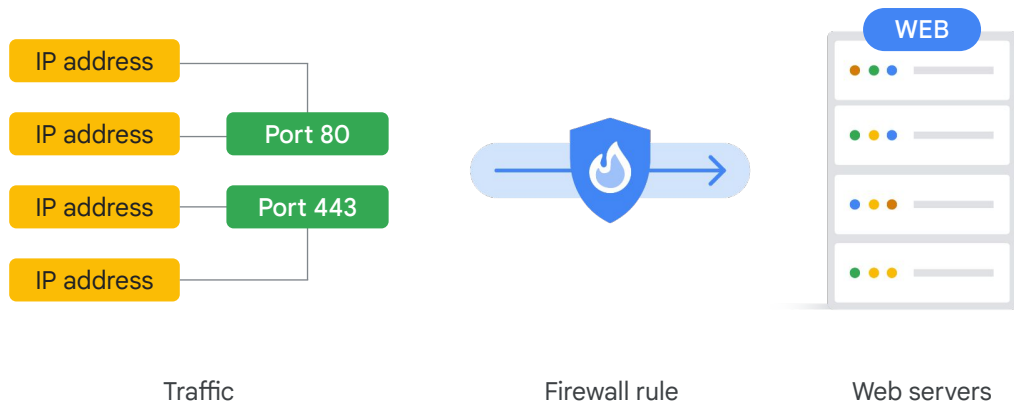 WEB
IP address
IP address
Port 80
IP address
Port 443
IP address
Traffic
Firewall rule
Web servers